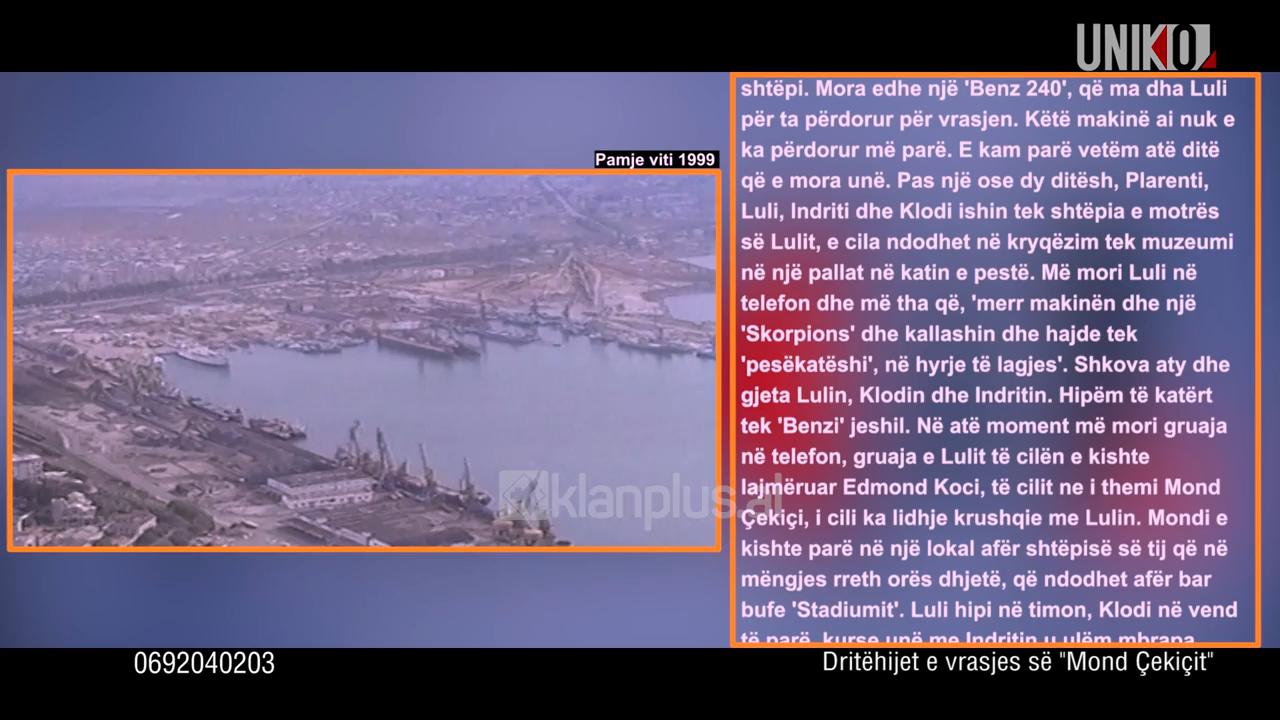 UNIKO
Pamje viti 1999
shtëpi. Mora edhe një 'Benz 240', që ma dha Luli
për ta përdorur për vrasjen. Këtë makinë ai nuk e
ka përdorur më parë. E kam parë vetëm atë ditë
që e mora unë. Pas një ose dy ditësh, Plarenti,
Luli, Indriti dhe Klodi ishin tek shtëpia e motrës
së Lulit, e cila ndodhet në kryqëzim tek muzeumi
në një pallat në katin e pestë. Më mori Luli në
telefon dhe më tha që, 'merr makinën dhe një
'Skorpions' dhe kallashin dhe hajde tek
'pesëkatëshi', në hyrje të lagjes'. Shkova aty dhe
gjeta Lulin, Klodin dhe Indritin. Hipëm të katërt
tek 'Benzi' jeshil. Në atë moment më mori gruaja
në telefon, gruaja e Lulit të cilën e kishte
lajmëruar Edmond Koci, të cilit ne i themi Mond
Çekiçi, i cili ka lidhje krushqie me Lulin. Mondi e
kishte parë në një lokal afër shtëpisë së tij që në
mëngjes rreth orës dhjetë, që ndodhet afër bar
bufe 'Stadiumit'. Luli hipi në timon, Klodi në vend
të parë, kurse unë me Indritin u ulëm mbrapa
klanplus.al
0692040203
Dritëhijet e vrasjes së "Mond Çekiçit"